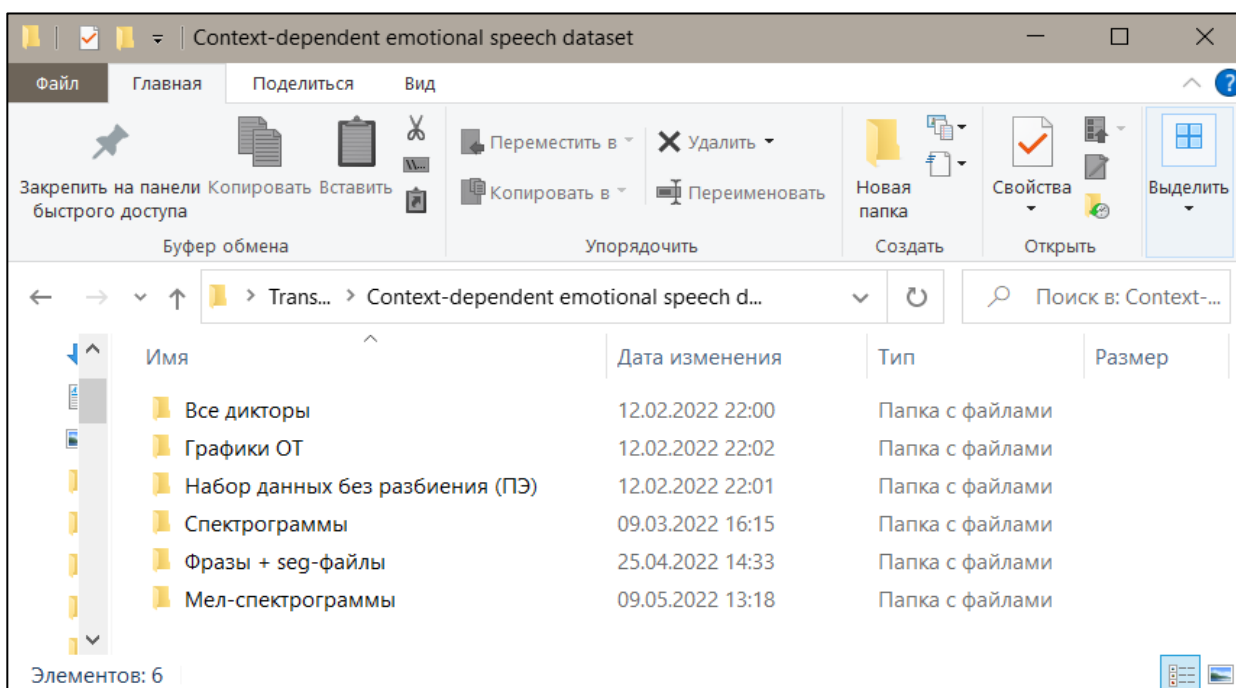 Context-dependent emotional speech dataset
Файл Главная Поделиться Вид
Закрепить на панели быстрого доступа
Копировать
Вставить
Переместить в
Копировать в
Удалить
Переименовать
Новая папка
Свойства
Выделить
Буфер обмена Упорядочить Создать Открыть
Trans... Context-dependent emotional speech d... Поиск в: Context-...
Имя Дата изменения Тип Размер
Все дикторы 12.02.2022 22:00 Папка с файлами
Графики ОТ 12.02.2022 22:02 Папка с файлами
Набор данных без разбиения (ПЭ) 12.02.2022 22:01 Папка с файлами
Спектрограммы 09.03.2022 16:15 Папка с файлами
Фразы + seg-файлы 25.04.2022 14:33 Папка с файлами
Мел-спектрограммы 09.05.2022 13:18 Папка с файлами
Элементов: 6